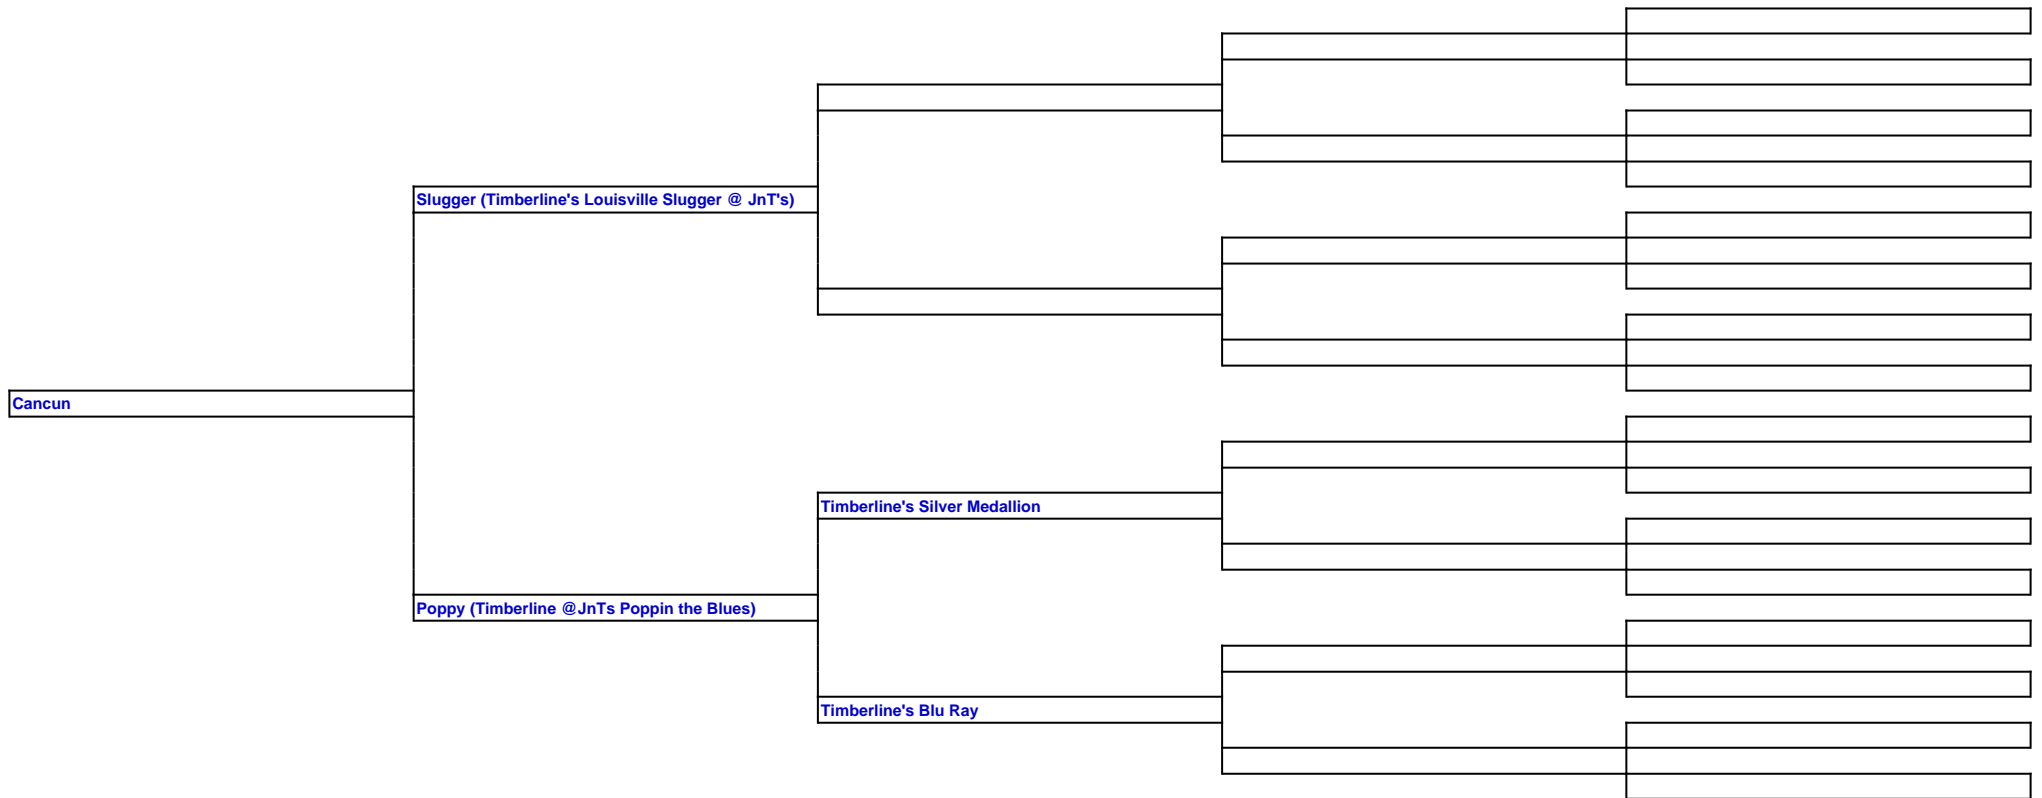 Slugger (Timberline's Louisville Slugger @ JnT's)
Cancun
Timberline's Silver Medallion
Poppy (Timberline @JnTs Poppin the Blues)
Timberline's Blu Ray